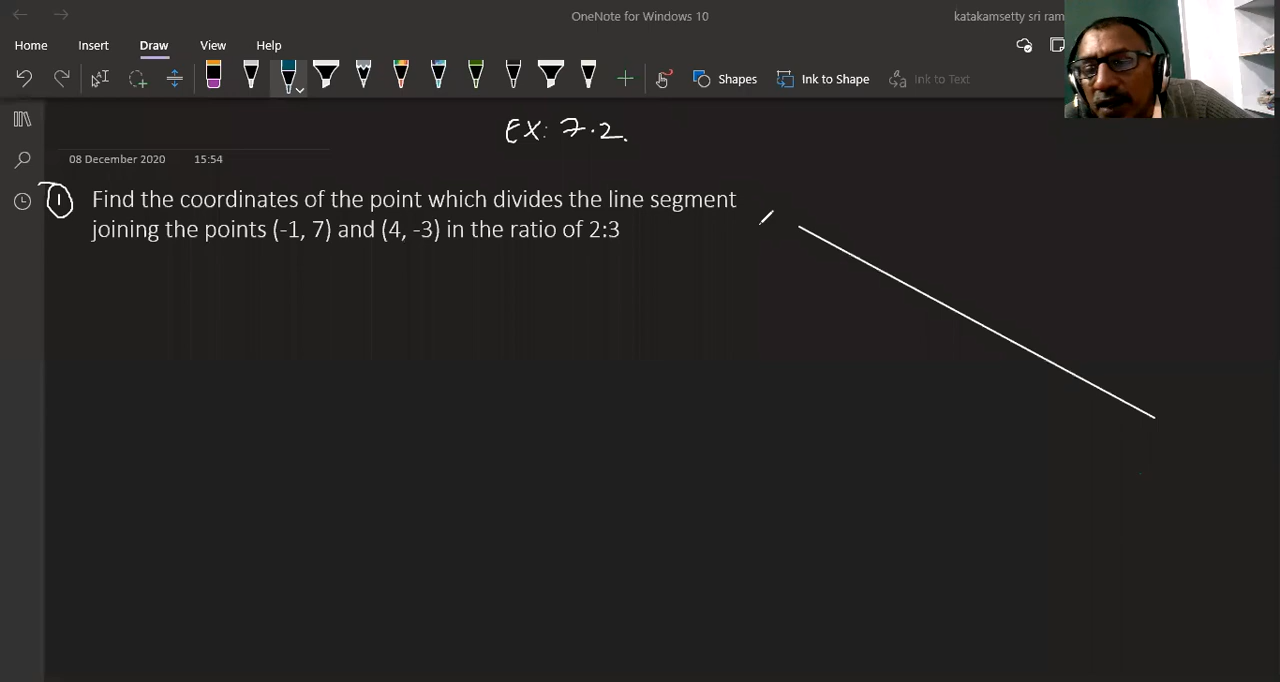 OneNote for Windows 10
katakamsetty sri ram
Home Insert Draw View Help
Shapes Ink to Shape Ink to Text
EX: 7.2.
08 December 2020 15:54
① Find the coordinates of the point which divides the line segment
joining the points (-1, 7) and (4, -3) in the ratio of 2:3